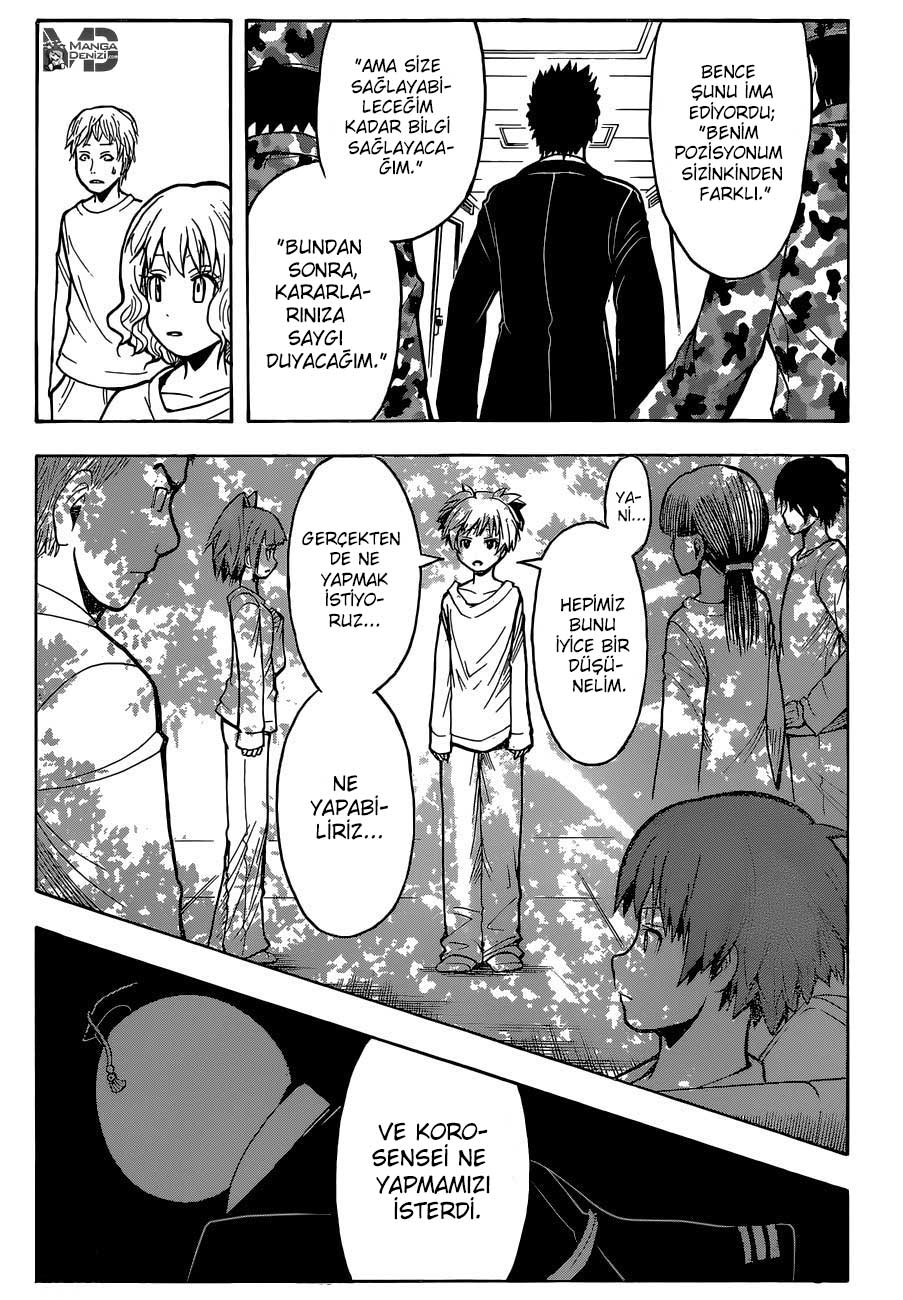 MANGA
DENİZİ
BENCE
ŞUNU İMA
EDİYORDU;
"BENİM
POZİSYONUM
SİZİNKİNDEN
FARKLI."
"AMA SİZE
SAĞLAYABİ-
LECEĞİM
KADAR BİLGİ
SAĞLAYACA-
ĞIM."
"BUNDAN
SONRA,
KARARLA-
RINIZA
SAYGI
DUYACAĞIM."
YA-
Nİ...
HEPİMİZ
BUNU
İYİCE BİR
DÜŞÜ-
NELİM.
GERÇEKTEN
DE NE
YAPMAK
İSTİYO-
RUZ...
NE
YAPABİ-
LİRİZ...
VE KORO-
SENSEI NE
YAPMAMIZI
İSTERDİ.